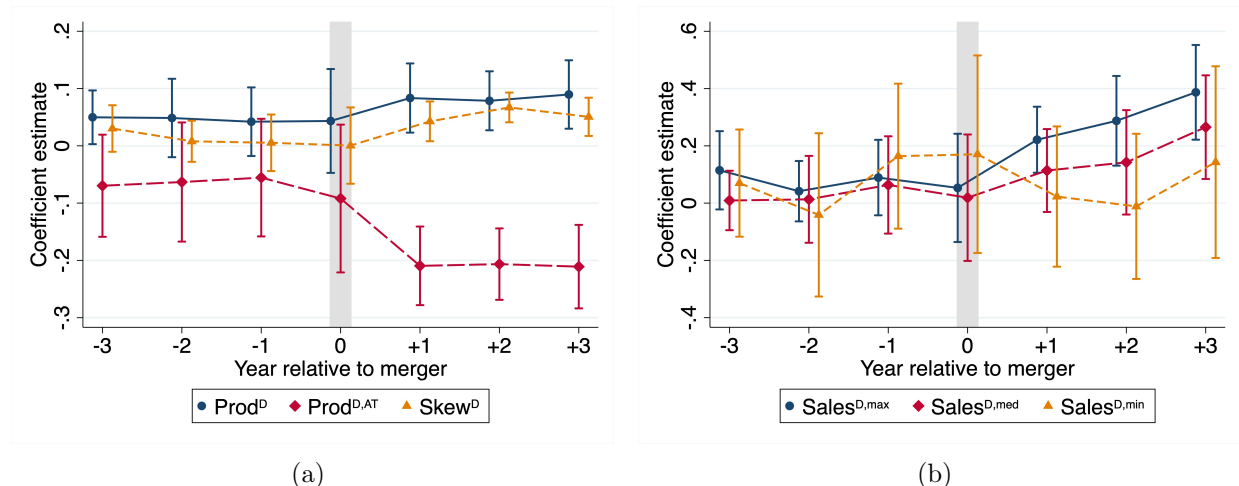 .2
.1
0
-.1
-.2
-.3
Coefficient estimate
-3 -2 -1 0 +1 +2 +3
Year relative to merger
Prod^D Prod^D,AT Skew^D
(a)
.6
.4
.2
0
-.2
-.4
Coefficient estimate
-3 -2 -1 0 +1 +2 +3
Year relative to merger
Sales^D,max Sales^D,med Sales^D,min
(b)